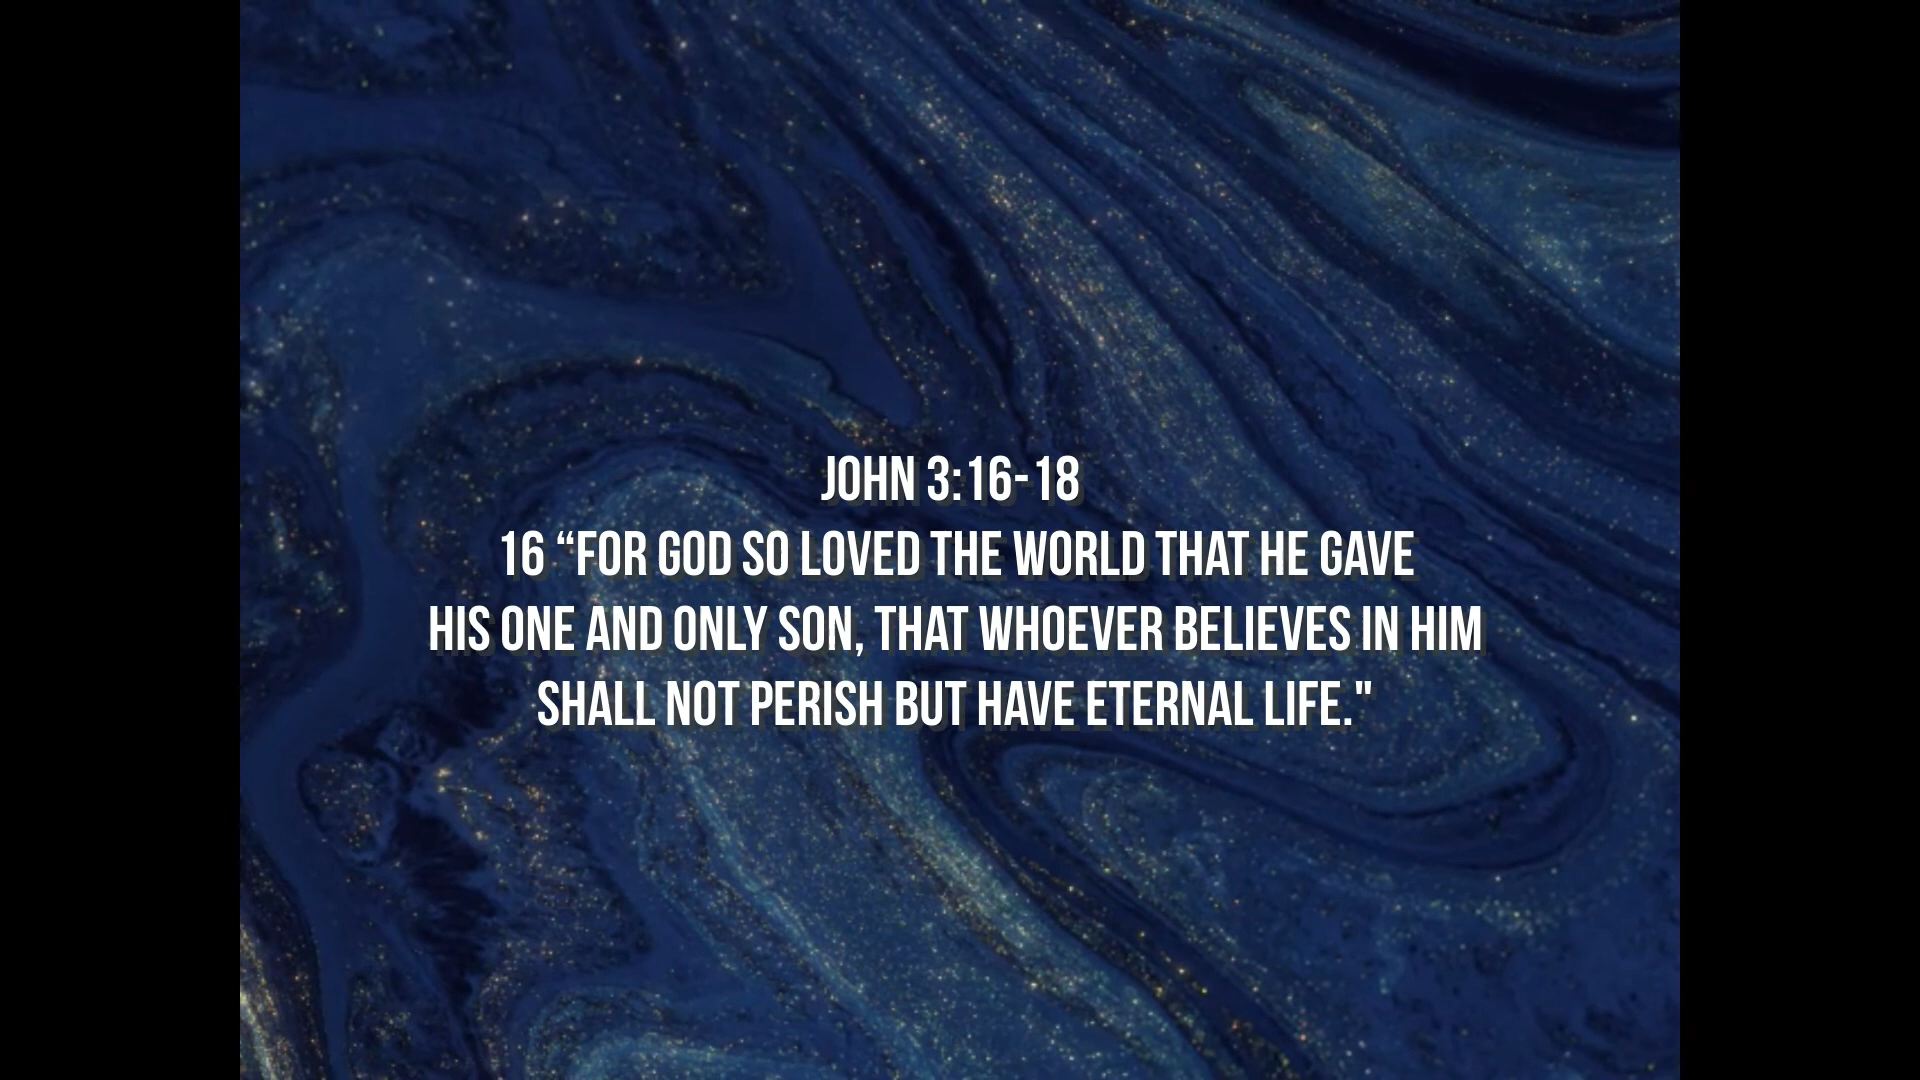 JOHN 3:16-18
16 “FOR GOD SO LOVED THE WORLD THAT HE GAVE
HIS ONE AND ONLY SON, THAT WHOEVER BELIEVES IN HIM
SHALL NOT PERISH BUT HAVE ETERNAL LIFE."